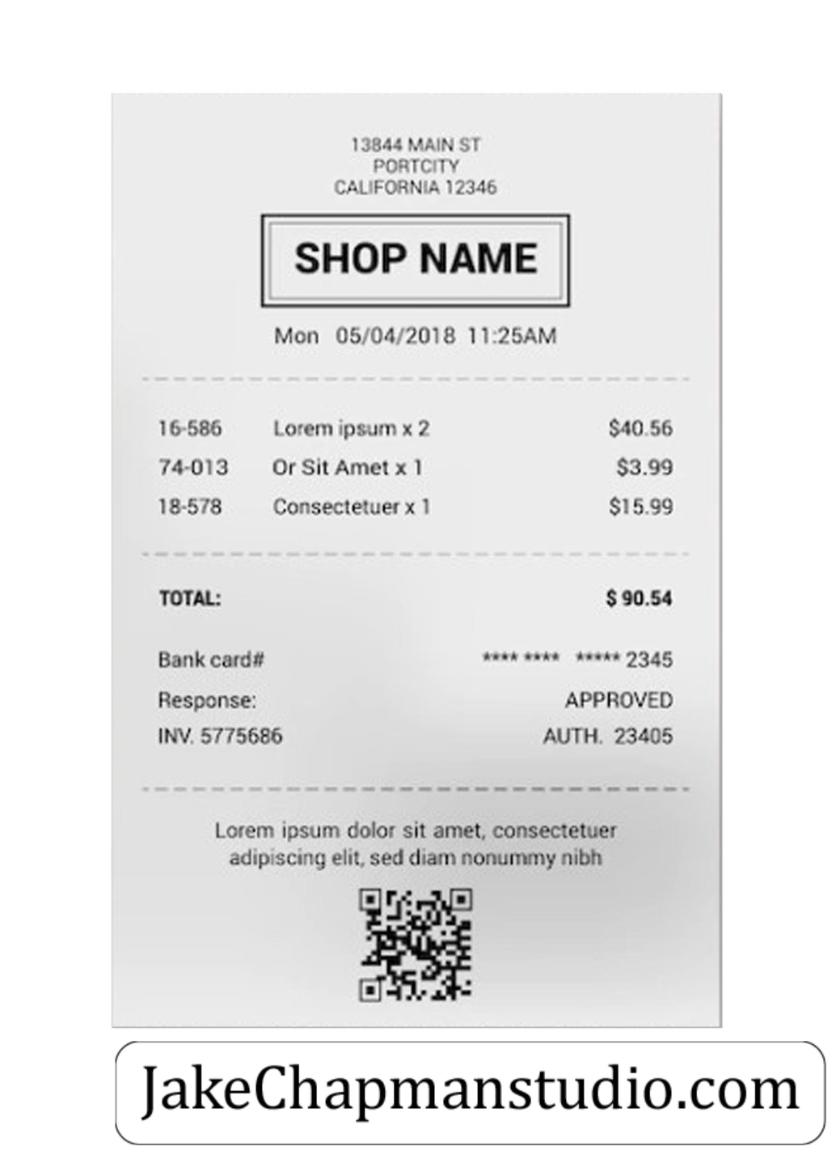 13844 MAIN ST
PORTCITY
CALIFORNIA 12346
SHOP NAME
Mon 05/04/2018 11:25AM
16-586 Lorem ipsum x 2 $40.56
74-013 Or Sit Amet x 1 $3.99
18-578 Consectetuer x 1 $15.99
TOTAL: $ 90.54
Bank card# **** **** ***** 2345
Response: APPROVED
INV. 5775686 AUTH. 23405
Lorem ipsum dolor sit amet, consectetuer
adipiscing elit, sed diam nonummy nibh
JakeChapmanstudio.com